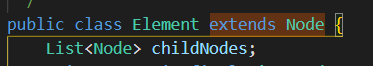 */
public class Element extends Node {
List<Node> childNodes;